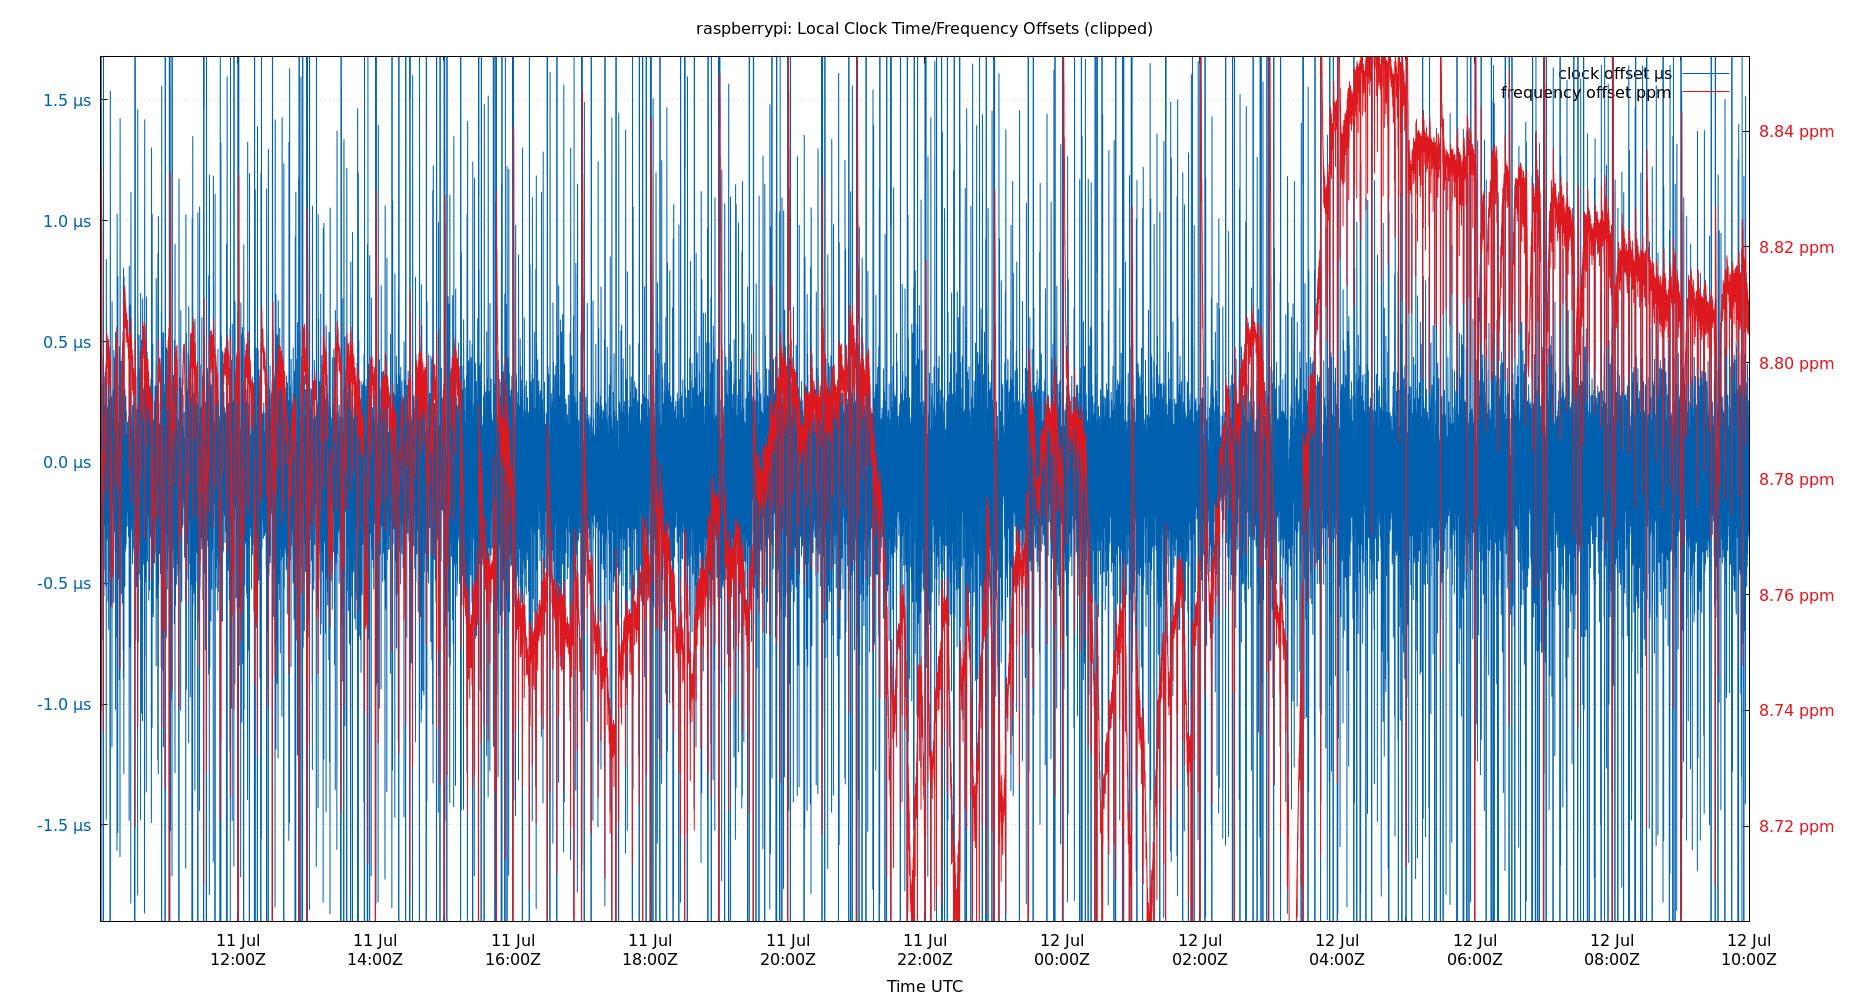 raspberrypi: Local Clock Time/Frequency Offsets (clipped)
clock offset µs
frequency offset ppm
1.5 µs
1.0 µs
0.5 µs
0.0 µs
-0.5 µs
-1.0 µs
-1.5 µs
8.84 ppm
8.82 ppm
8.80 ppm
8.78 ppm
8.76 ppm
8.74 ppm
8.72 ppm
11 Jul 11 Jul 11 Jul 11 Jul 11 Jul 11 Jul 12 Jul 12 Jul 12 Jul 12 Jul 12 Jul 12 Jul
12:00Z 14:00Z 16:00Z 18:00Z 20:00Z 22:00Z 00:00Z 02:00Z 04:00Z 06:00Z 08:00Z 10:00Z
Time UTC